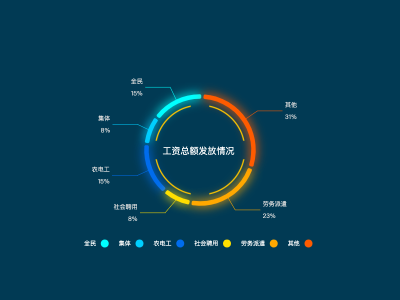 全民
15%
其他
31%
集体
8%
工资总额发放情况
农电工
15%
社会聘用
8%
劳务派遣
23%
全民 集体 农电工 社会聘用 劳务派遣 其他